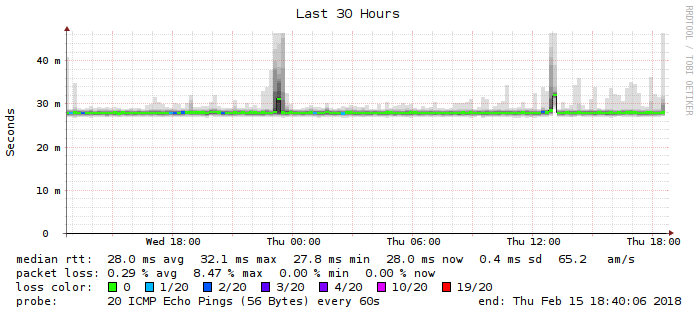 Last 30 Hours
RRDTOOL / TOBI OETIKER
Seconds
40 m
30 m
20 m
10 m
0
Wed 18:00 Thu 00:00 Thu 06:00 Thu 12:00 Thu 18:00
median rtt: 28.0 ms avg 32.1 ms max 27.8 ms min 28.0 ms now 0.4 ms sd 65.2 am/s
packet loss: 0.29 % avg 8.47 % max 0.00 % min 0.00 % now
loss color: 0 1/20 2/20 3/20 4/20 10/20 19/20
probe: 20 ICMP Echo Pings (56 Bytes) every 60s end: Thu Feb 15 18:40:06 2018